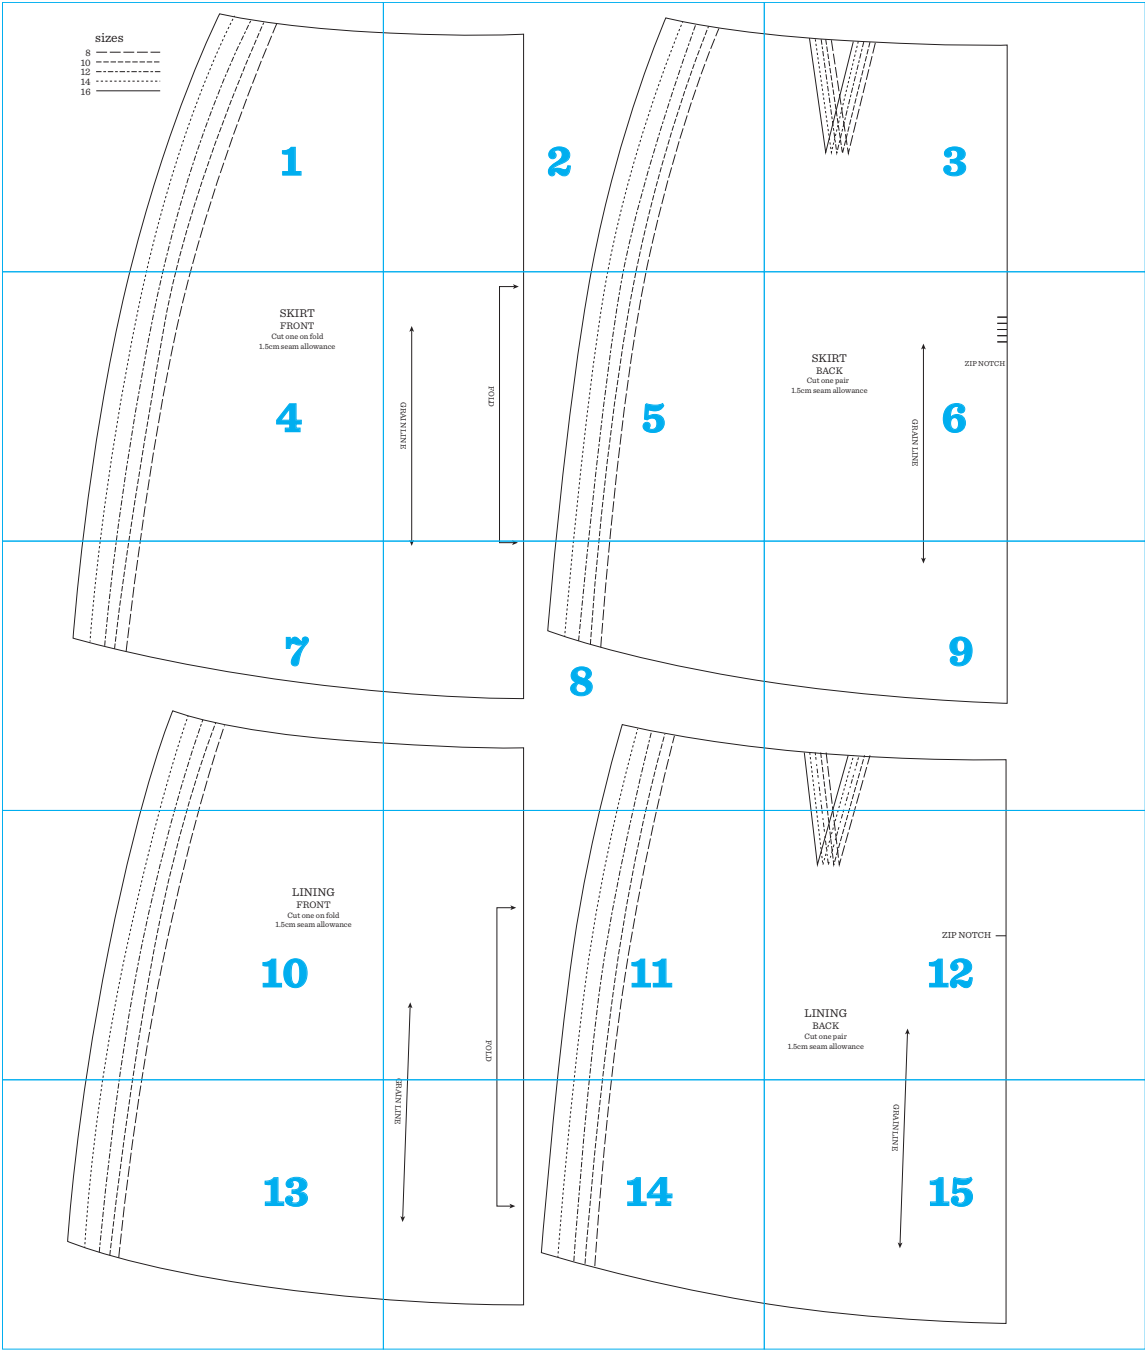 sizes
8
10
12
14
16
1
2
3
SKIRT
FRONT
Cut one on fold
1.5cm seam allowance
4
GRAIN LINE
FOLD
5
SKIRT
BACK
Cut one pair
1.5cm seam allowance
ZIP NOTCH
GRAIN LINE
6
7
8
9
LINING
FRONT
Cut one on fold
1.5cm seam allowance
10
FOLD
11
ZIP NOTCH
12
LINING
BACK
Cut one pair
1.5cm seam allowance
GRAIN LINE
13
14
GRAIN LINE
15